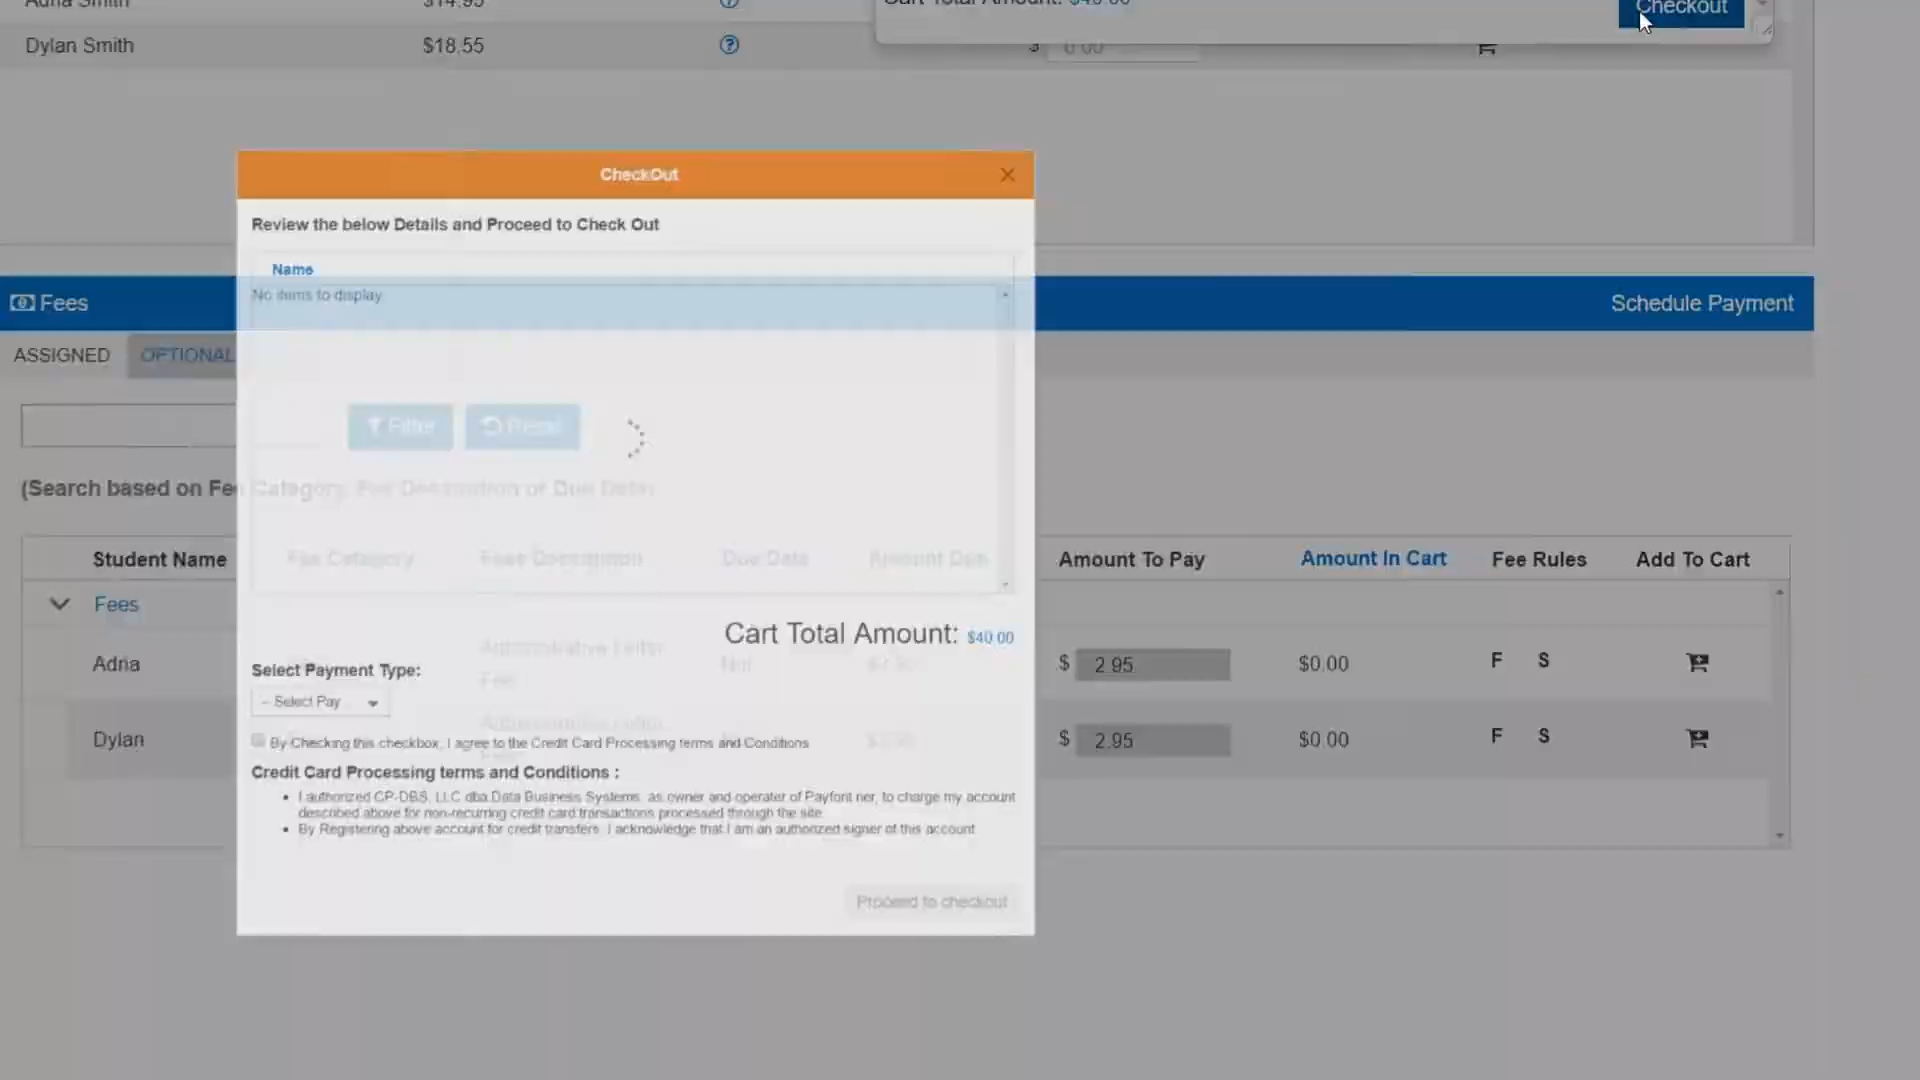 Adria Smith $14.95
Cart Total Amount: $40.00 Checkout
Dylan Smith $18.55 $ 0.00
CheckOut
Review the below Details and Proceed to Check Out
Name
No items to display
Fees Schedule Payment
ASSIGNED OPTIONAL
Filter Reset
(Search based on Fee Category, Fee Description or Due Date)
Student Name Fee Category Fees Description Due Date Amount Due Amount To Pay Amount In Cart Fee Rules Add To Cart
Fees
Cart Total Amount: $40.00
Adria Administrative Letter Fee $ 2.95 $0.00 F S
Select Payment Type:
-- Select Pay
Dylan Administrative Letter $ 2.95 $0.00 F S
By Checking this checkbox, I agree to the Credit Card Processing terms and Conditions
Credit Card Processing terms and Conditions :
• I authorized CP-DBS, LLC dba Data Business Systems, as owner and operater of Payfort ner, to charge my account
described above for non-recurring credit card transactions processed through the site.
• By Registering above account for credit transfers, I acknowledge that I am an authorized signer of this account
Proceed to checkout